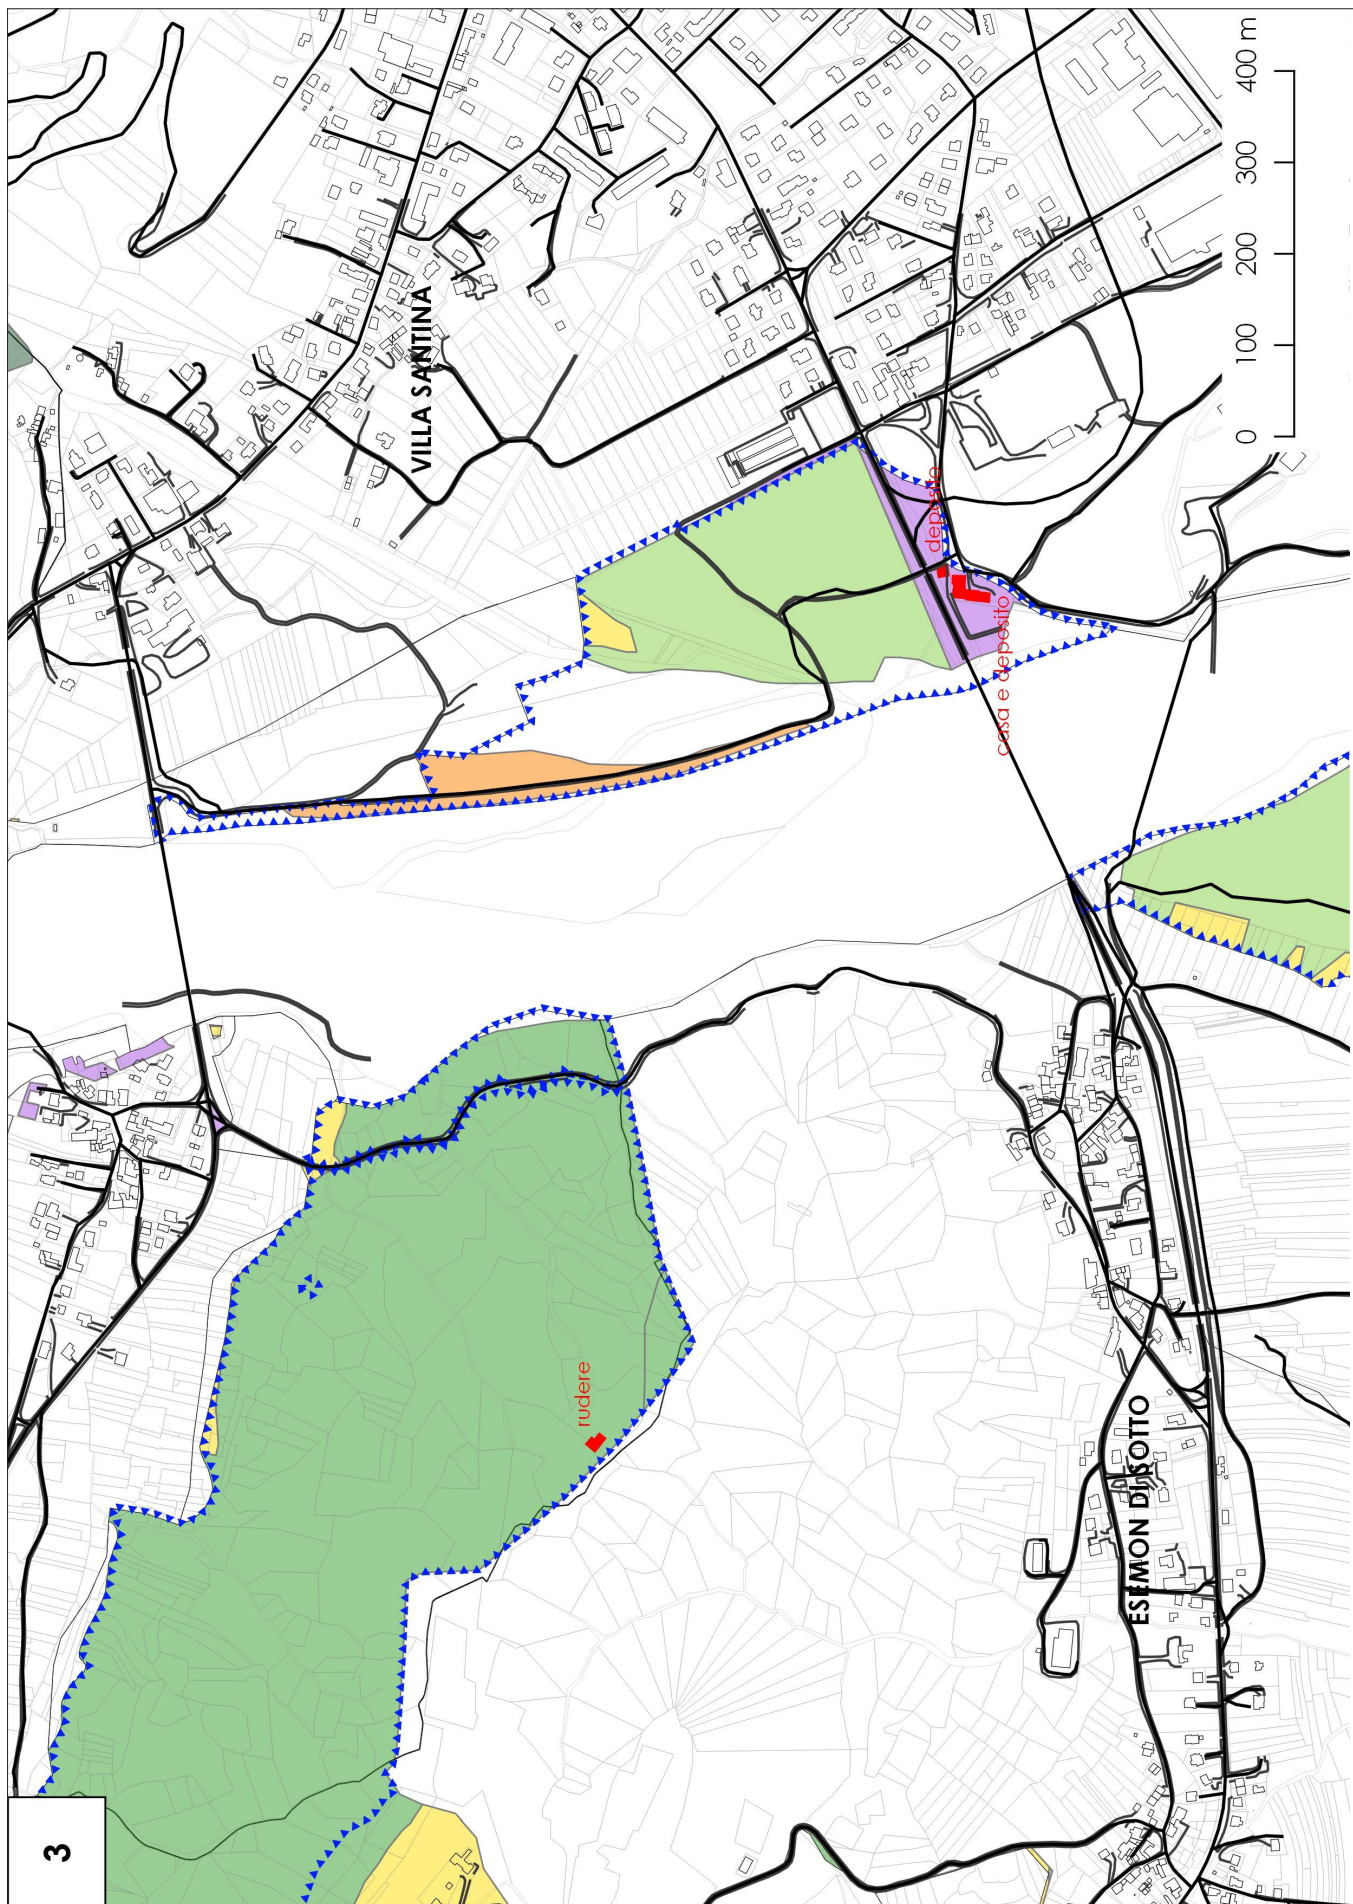 3
VILLA SANTINA
rudere
deposito
casa e deposito
ESEMON DI SOTTO
0 100 200 300 400 m